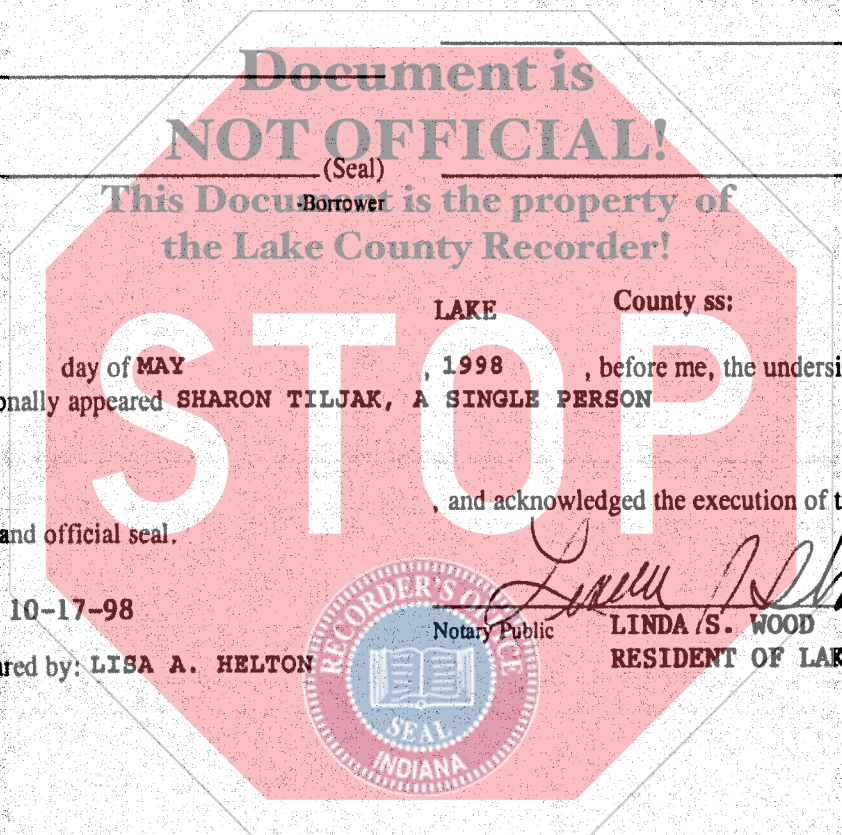 Document is
NOT OFFICIAL!
(Seal)
This Document is the property of
-Borrower
the Lake County Recorder!
LAKE County ss:
STOP
day of MAY , 1998 , before me, the undersi
onally appeared SHARON TILJAK, A SINGLE PERSON
, and acknowledged the execution of t
and official seal.
10-17-98
Notary Public LINDA S. WOOD
ared by: LISA A. HELTON RESIDENT OF LAK
RECORDER'S OFFICE
SEAL
INDIANA